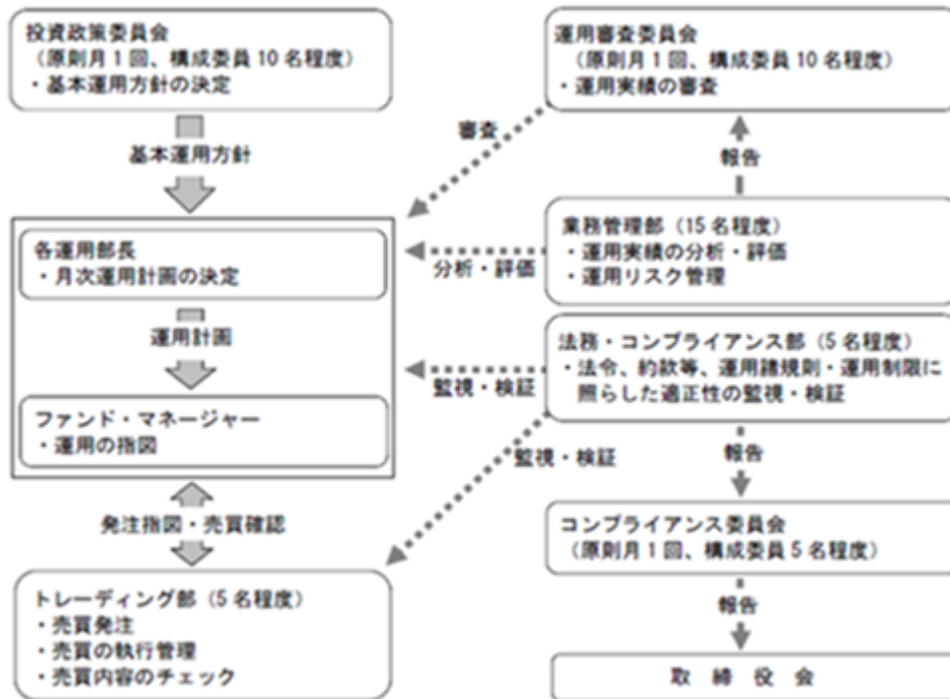 投資政策委員会
（原則月１回、構成委員10名程度）
・基本運用方針の決定
基本運用方針
各運用部長
・月次運用計画の決定
運用計画
ファンド・マネージャー
・運用の指図
発注指図・売買確認
トレーディング部（5名程度）
・売買発注
・売買の執行管理
・売買内容のチェック
運用審査委員会
（原則月１回、構成委員10名程度）
・運用実績の審査
審査
報告
業務管理部（15名程度）
・運用実績の分析・評価
・運用リスク管理
分析・評価
法務・コンプライアンス部（5名程度）
・法令、約款等、運用諸規則・運用制限に
照らした適正性の監視・検証
監視・検証
監視・検証
報告
コンプライアンス委員会
（原則月１回、構成委員5名程度）
報告
取締役会